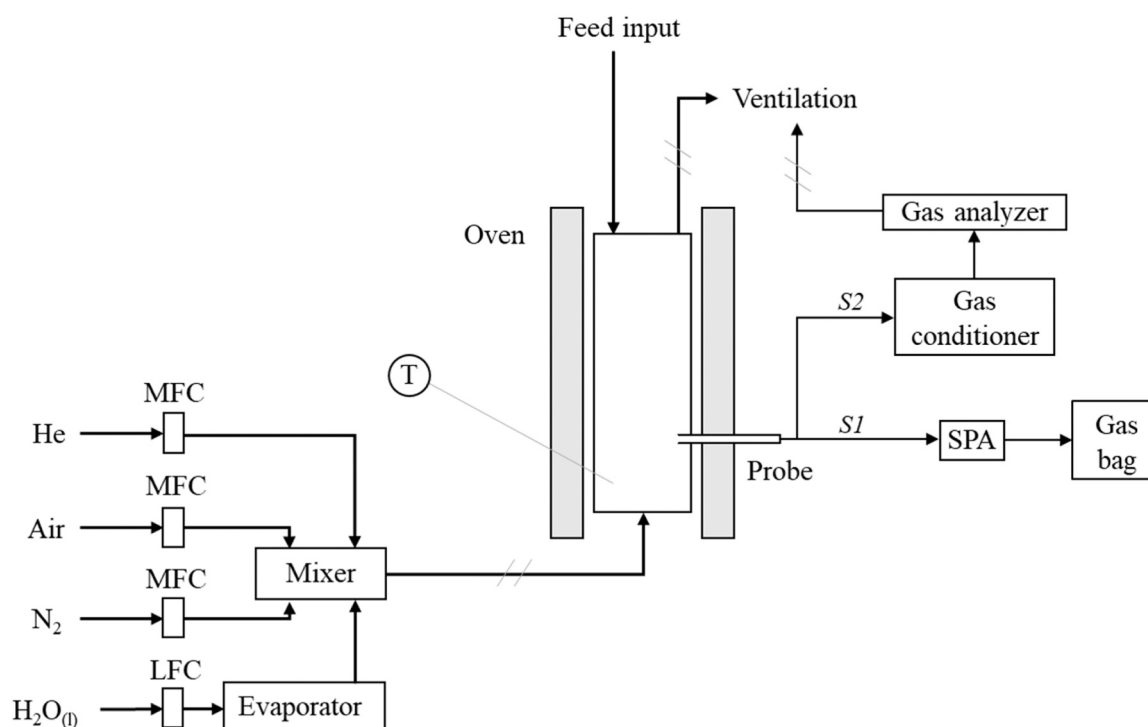 Feed input
Ventilation
Oven
Gas analyzer
S2
Gas
conditioner
T
MFC
He
S1
SPA
Gas
bag
Probe
MFC
Air
Mixer
MFC
N₂
LFC
H₂O₍ₗ₎
Evaporator